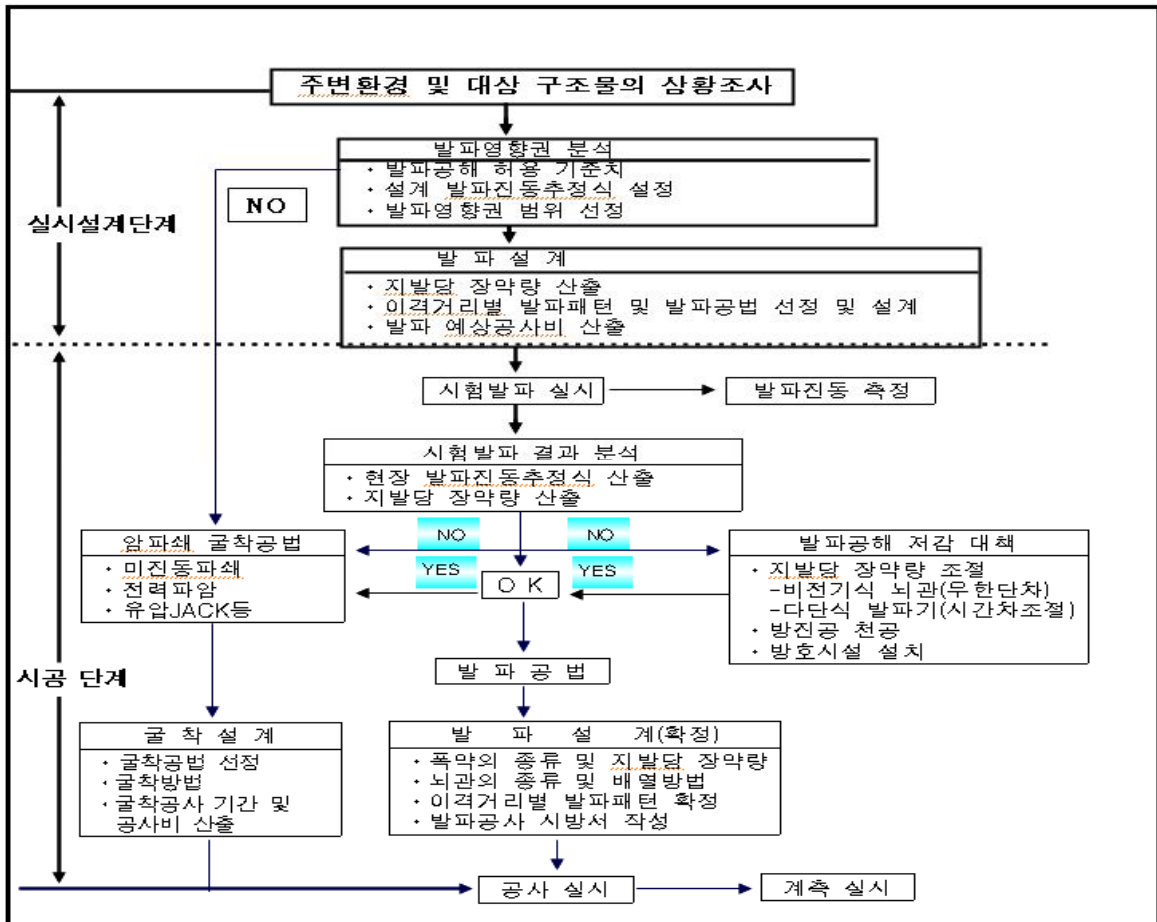 주변환경 및 대상 구조물의 상황조사
발파영향권 분석
· 발파공해 허용 기준치
· 설계 발파진동추정식 설정
· 발파영향권 범위 선정
NO
실시설계단계
발 파 설 계
· 지발당 장약량 산출
· 이격거리별 발파패턴 및 발파공법 선정 및 설계
· 발파 예상공사비 산출
시험발파 실시
발파진동 측정
시험발파 결과 분석
· 현장 발파진동추정식 산출
· 지발당 장약량 산출
NO
NO
YES
YES
O K
암파쇄 굴착공법
· 미진동파쇄
· 전력파암
· 유압JACK등
발파공해 저감 대책
· 지발당 장약량 조절
-비전기식 뇌관(무한단차)
-다단식 발파기(시간차조절)
· 방진공 천공
· 방호시설 설치
시공 단계
발 파 공 법
굴 착 설 계
· 굴착공법 선정
· 굴착방법
· 굴착공사 기간 및
공사비 산출
발 파 설 계(확정)
· 폭약의 종류 및 지발당 장약량
· 뇌관의 종류 및 배열방법
· 이격거리별 발파패턴 확정
· 발파공사 시방서 작성
공사 실시
계측 실시